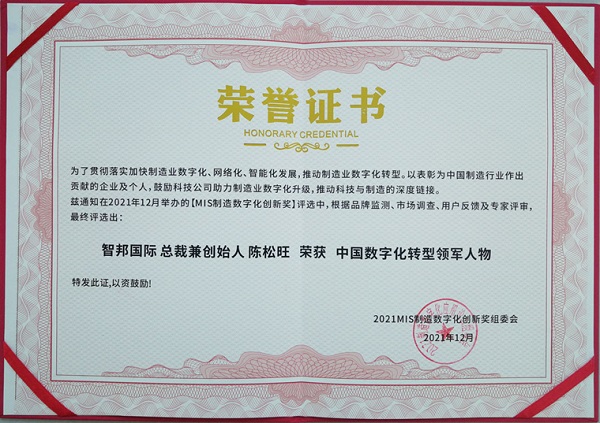 荣誉证书
HONORARY CREDENTIAL
为了贯彻落实加快制造业数字化、网络化、智能化发展,推动制造业数字化转型。以表彰为中国制造行业作出
贡献的企业及个人,鼓励科技公司助力制造业数字化升级,推动科技与制造的深度链接。
兹通知在2021年12月举办的【MIS制造数字化创新奖】评选中,根据品牌监测、市场调查、用户反馈及专家评审,
最终评选出:
智邦国际 总裁兼创始人 陈松旺 荣获 中国数字化转型领军人物
特发此证,以资鼓励!
2021MIS制造数字化创新奖组委会
2021年12月